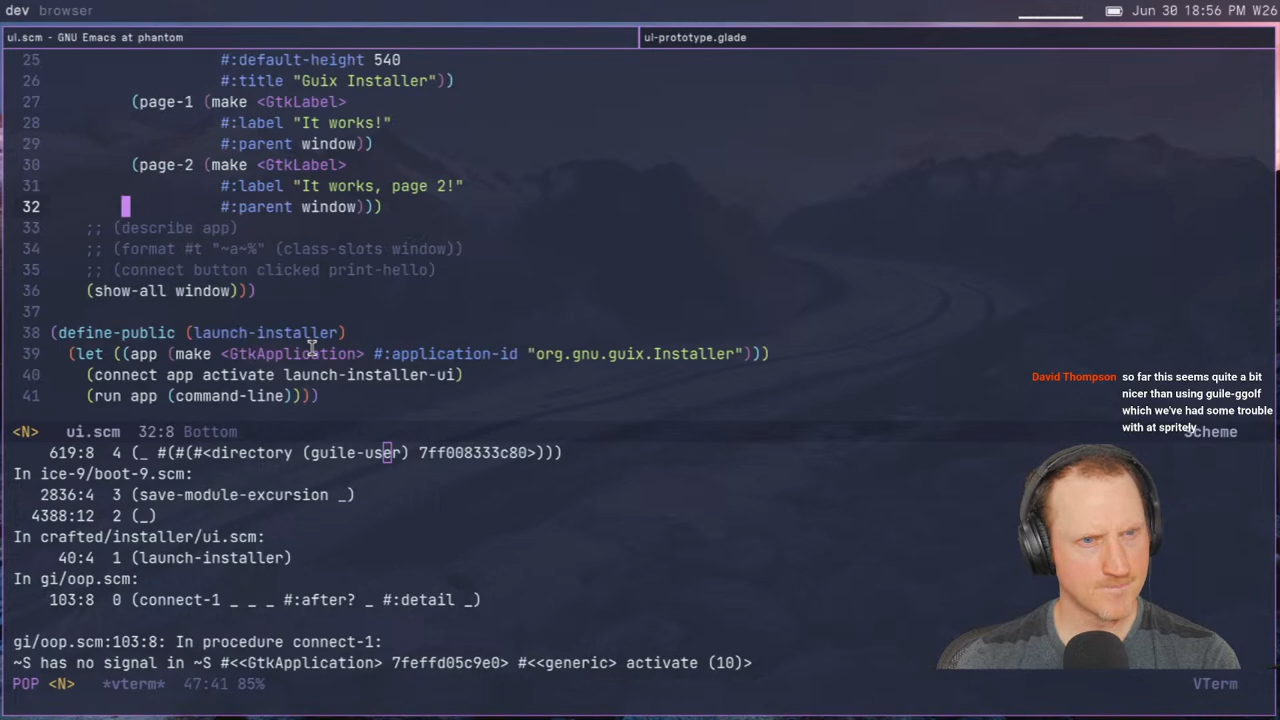 dev browser
Jun 30 18:56 PM W26
ui.scm - GNU Emacs at phantom
ui-prototype.glade
25 #:default-height 540
26 #:title "Guix Installer"))
27 (page-1 (make <GtkLabel>
28 #:label "It works!"
29 #:parent window))
30 (page-2 (make <GtkLabel>
31 #:label "It works, page 2!"
32 #:parent window)))
33 ;; (describe app)
34 ;; (format #t "~a~%" (class-slots window))
35 ;; (connect button clicked print-hello)
36 (show-all window)))
37
38 (define-public (launch-installer)
39 (let ((app (make <GtkApplication> #:application-id "org.gnu.guix.Installer")))
40 (connect app activate launch-installer-ui)
41 (run app (command-line))))
David Thompson so far this seems quite a bit
nicer than using guile-ggolf
which we've had some trouble
with at spritely
<N> ui.scm 32:8 Bottom Scheme
619:8 4 (_ #(#(#<directory (guile-user) 7ff008333c80>)))
In ice-9/boot-9.scm:
2836:4 3 (save-module-excursion _)
4388:12 2 (_)
In crafted/installer/ui.scm:
40:4 1 (launch-installer)
In gi/oop.scm:
103:8 0 (connect-1 _ _ _ #:after? _ #:detail _)
gi/oop.scm:103:8: In procedure connect-1:
~S has no signal in ~S #<<GtkApplication> 7feffd05c9e0> #<<generic> activate (10)>
POP <N> *vterm* 47:41 85% VTerm